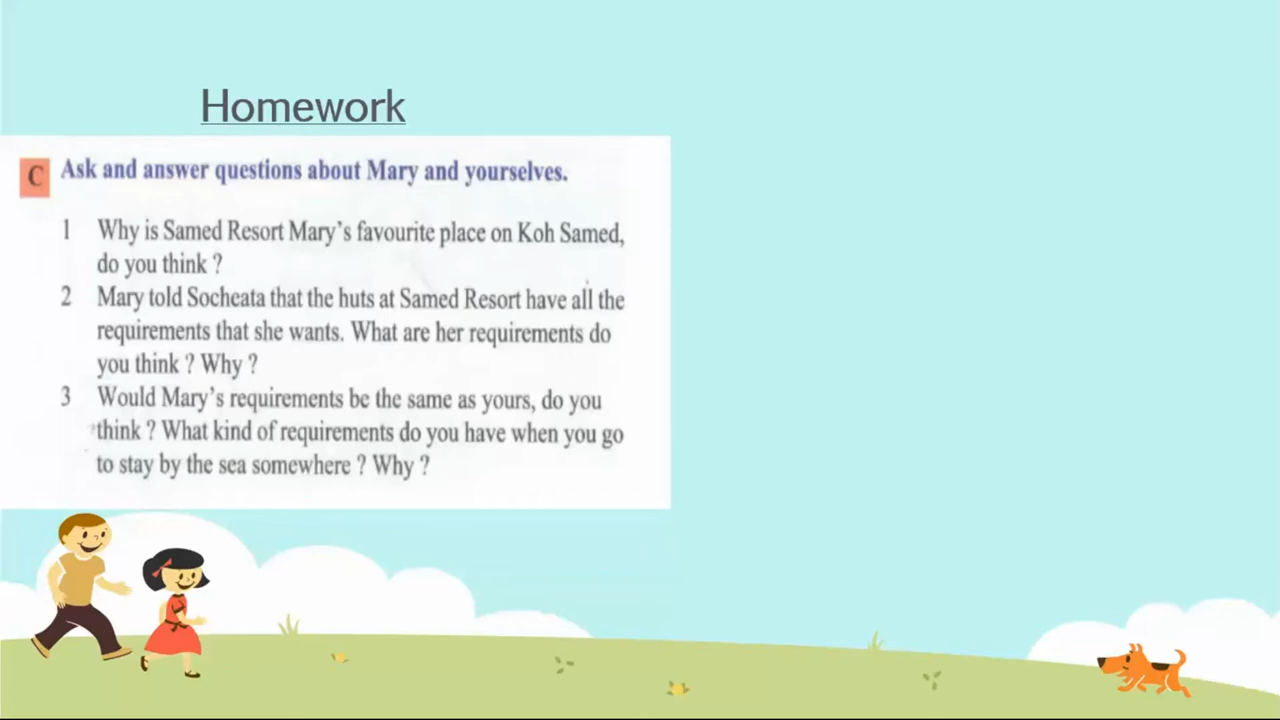 Homework
C Ask and answer questions about Mary and yourselves.
1 Why is Samed Resort Mary's favourite place on Koh Samed,
do you think ?
2 Mary told Socheata that the huts at Samed Resort have all the
requirements that she wants. What are her requirements do
you think ? Why ?
3 Would Mary's requirements be the same as yours, do you
think ? What kind of requirements do you have when you go
to stay by the sea somewhere ? Why ?